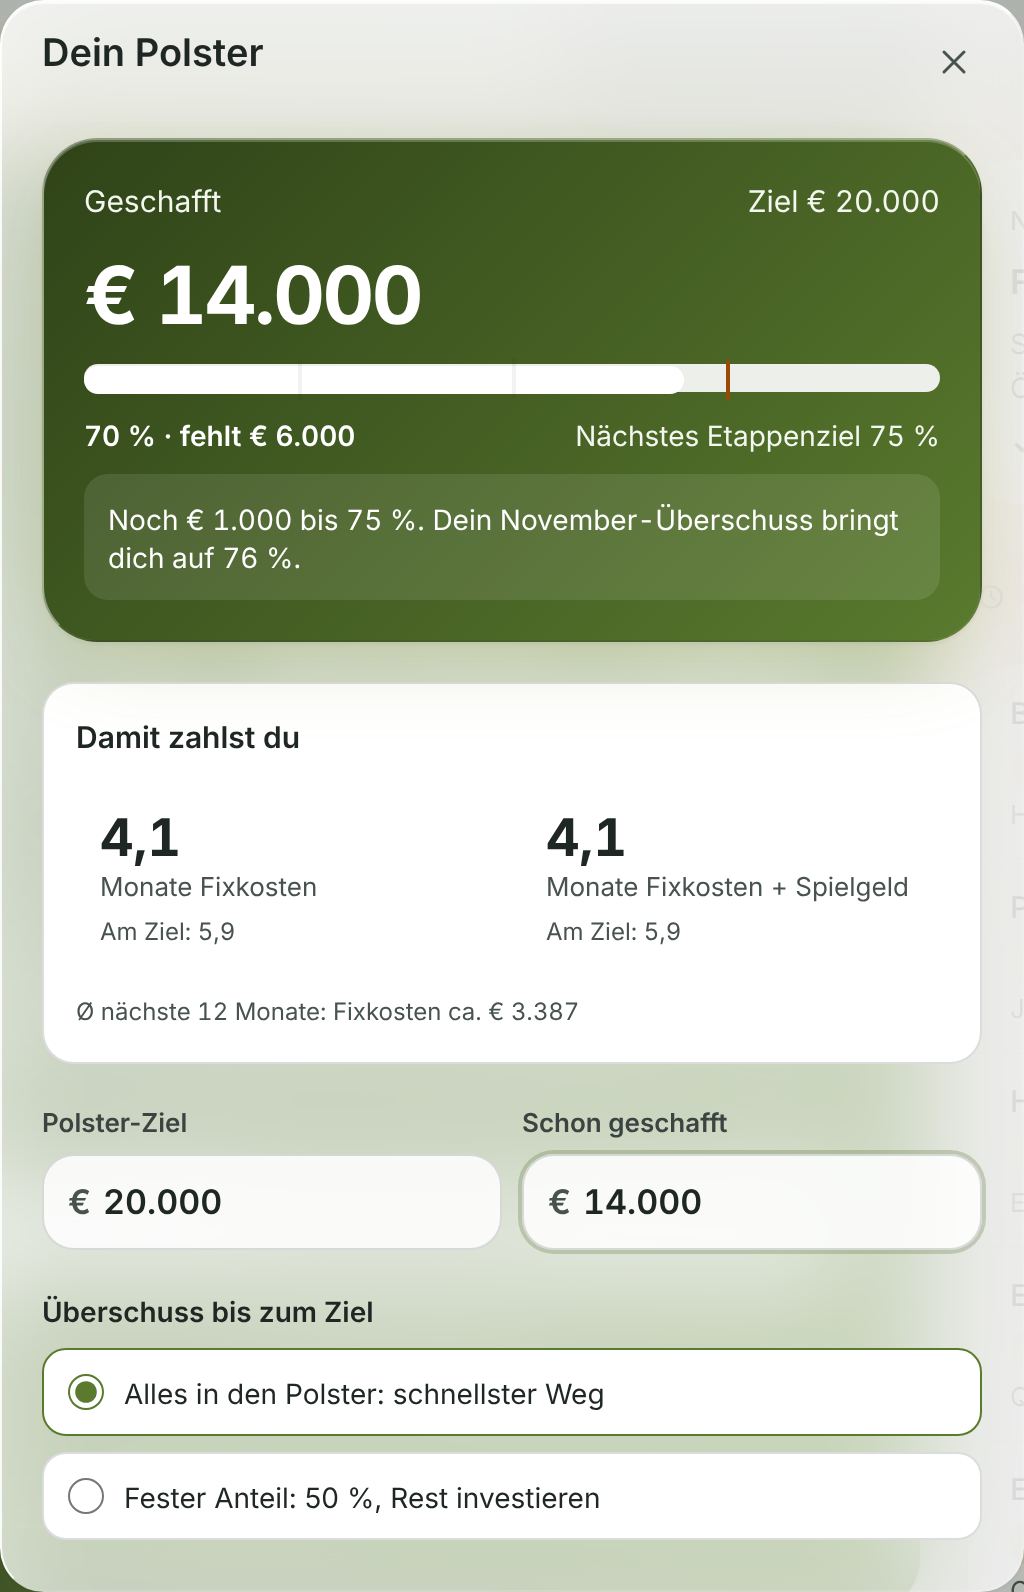 Dein Polster
Geschafft
Ziel € 20.000
€ 14.000
70 % · fehlt € 6.000
Nächstes Etappenziel 75 %
Noch € 1.000 bis 75 %. Dein November-Überschuss bringt
dich auf 76 %.
Damit zahlst du
4,1
Monate Fixkosten
Am Ziel: 5,9
4,1
Monate Fixkosten + Spielgeld
Am Ziel: 5,9
Ø nächste 12 Monate: Fixkosten ca. € 3.387
Polster-Ziel
€ 20.000
Schon geschafft
€ 14.000
Überschuss bis zum Ziel
Alles in den Polster: schnellster Weg
Fester Anteil: 50 %, Rest investieren